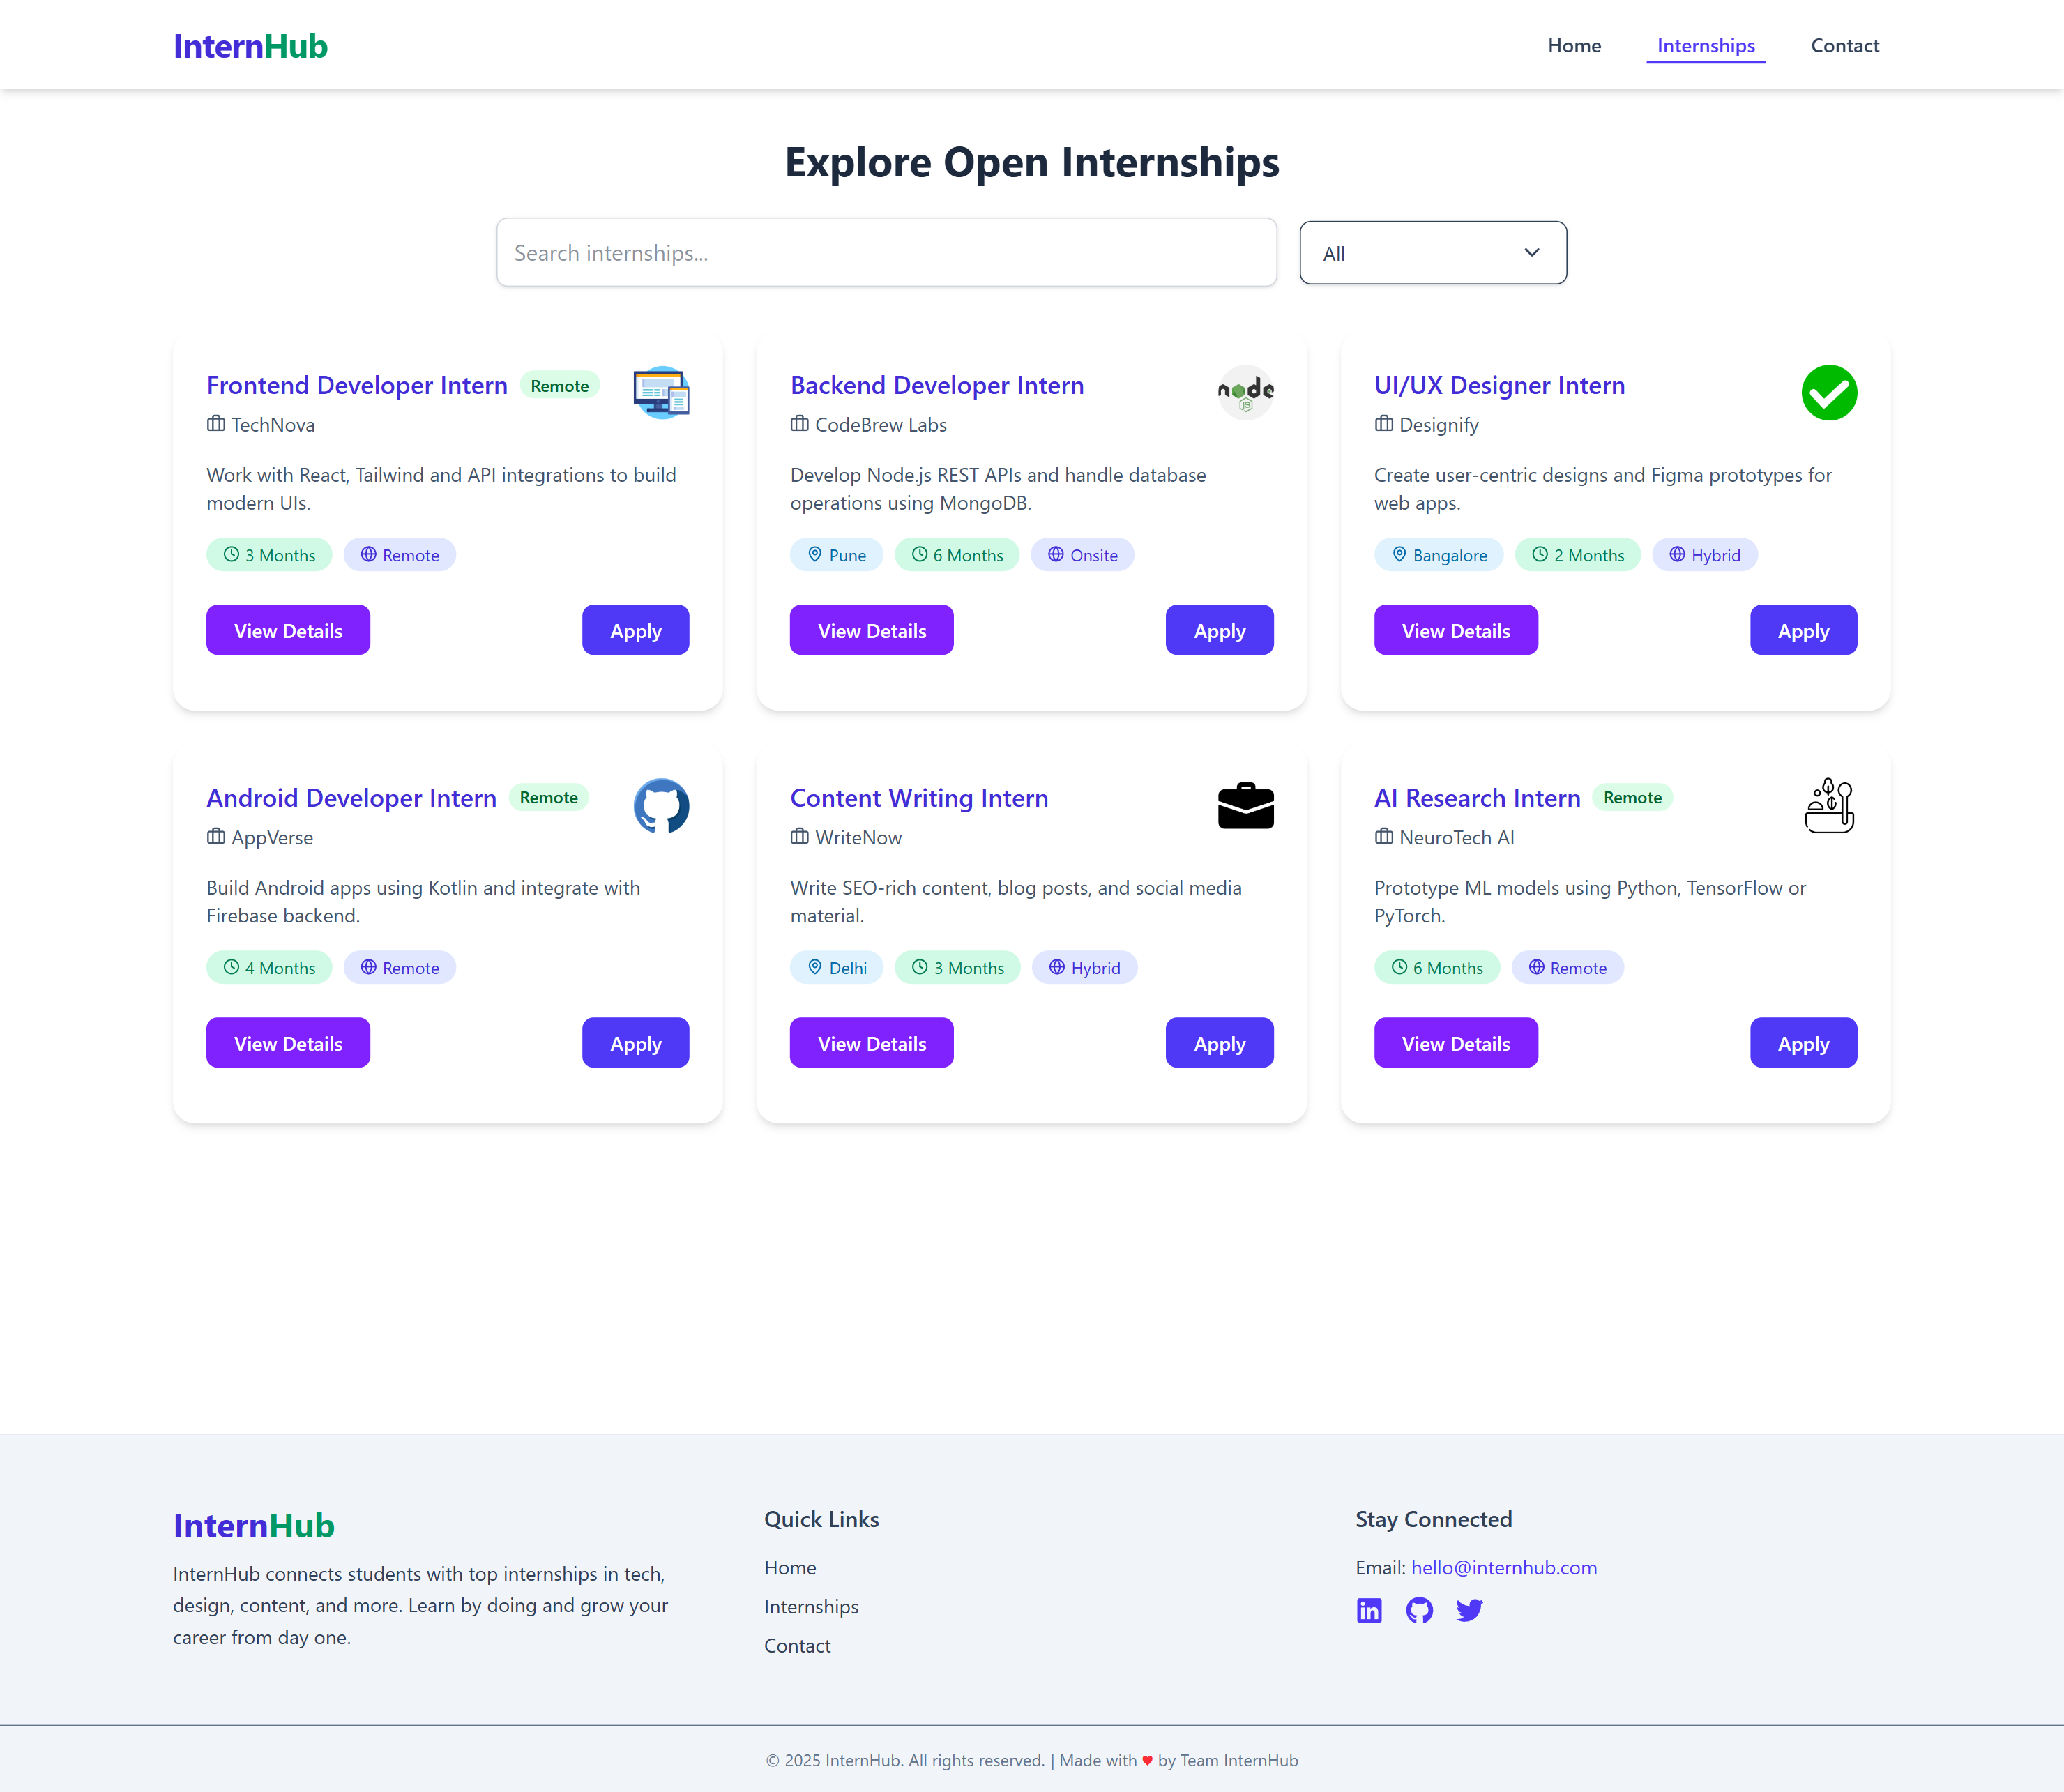 InternHub
Home
Internships
Contact
Explore Open Internships
Search internships...
All
Frontend Developer Intern
Remote
TechNova
Work with React, Tailwind and API integrations to build
modern UIs.
3 Months
Remote
View Details
Apply
Backend Developer Intern
node
JS
CodeBrew Labs
Develop Node.js REST APIs and handle database
operations using MongoDB.
Pune
6 Months
Onsite
View Details
Apply
UI/UX Designer Intern
Designify
Create user-centric designs and Figma prototypes for
web apps.
Bangalore
2 Months
Hybrid
View Details
Apply
Android Developer Intern
Remote
AppVerse
Build Android apps using Kotlin and integrate with
Firebase backend.
4 Months
Remote
View Details
Apply
Content Writing Intern
WriteNow
Write SEO-rich content, blog posts, and social media
material.
Delhi
3 Months
Hybrid
View Details
Apply
AI Research Intern
Remote
NeuroTech AI
Prototype ML models using Python, TensorFlow or
PyTorch.
6 Months
Remote
View Details
Apply
InternHub
InternHub connects students with top internships in tech,
design, content, and more. Learn by doing and grow your
career from day one.
Quick Links
Home
Internships
Contact
Stay Connected
Email: hello@internhub.com
in
© 2025 InternHub. All rights reserved. | Made with ♥ by Team InternHub